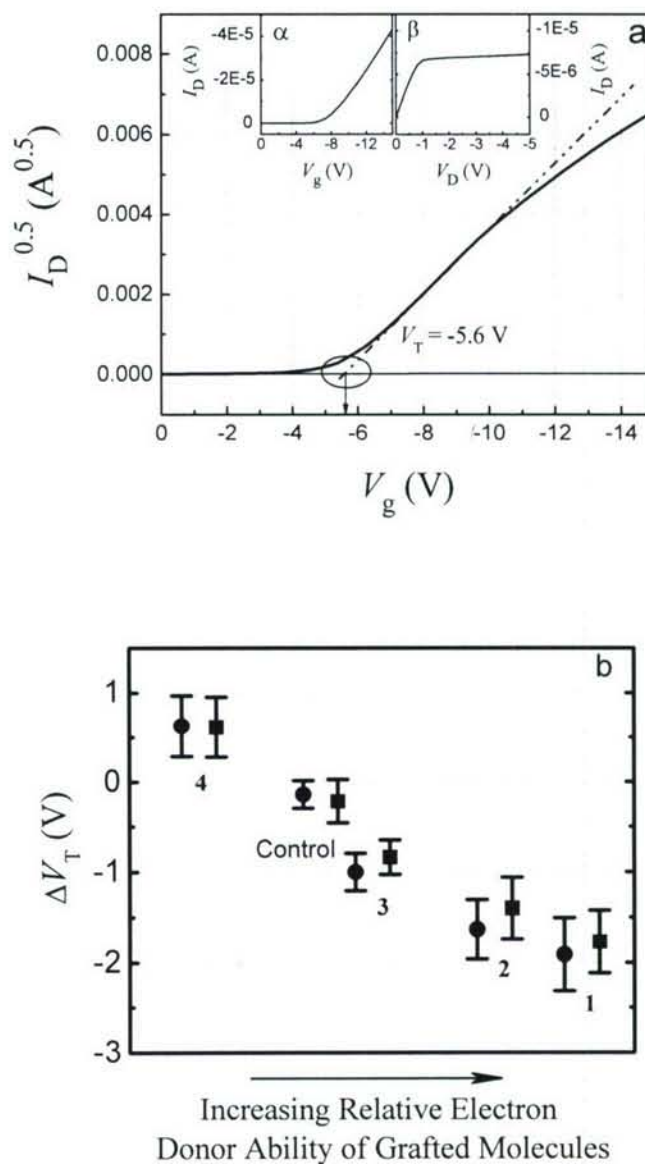 a
I_D^0.5 (A^0.5)
0.008
0.006
0.004
0.002
0.000
0
-2
-4
-6
-8
-10
-12
-14
V_g (V)
V_T = -5.6 V
α
I_D (A)
-4E-5
-2E-5
0
0
-4
-8
-12
V_g (V)
β
-1E-5
-5E-6
0
I_D (A)
0
-1
-2
-3
-4
-5
V_D (V)
b
ΔV_T (V)
1
0
-1
-2
-3
4
Control
3
2
1
Increasing Relative Electron
Donor Ability of Grafted Molecules